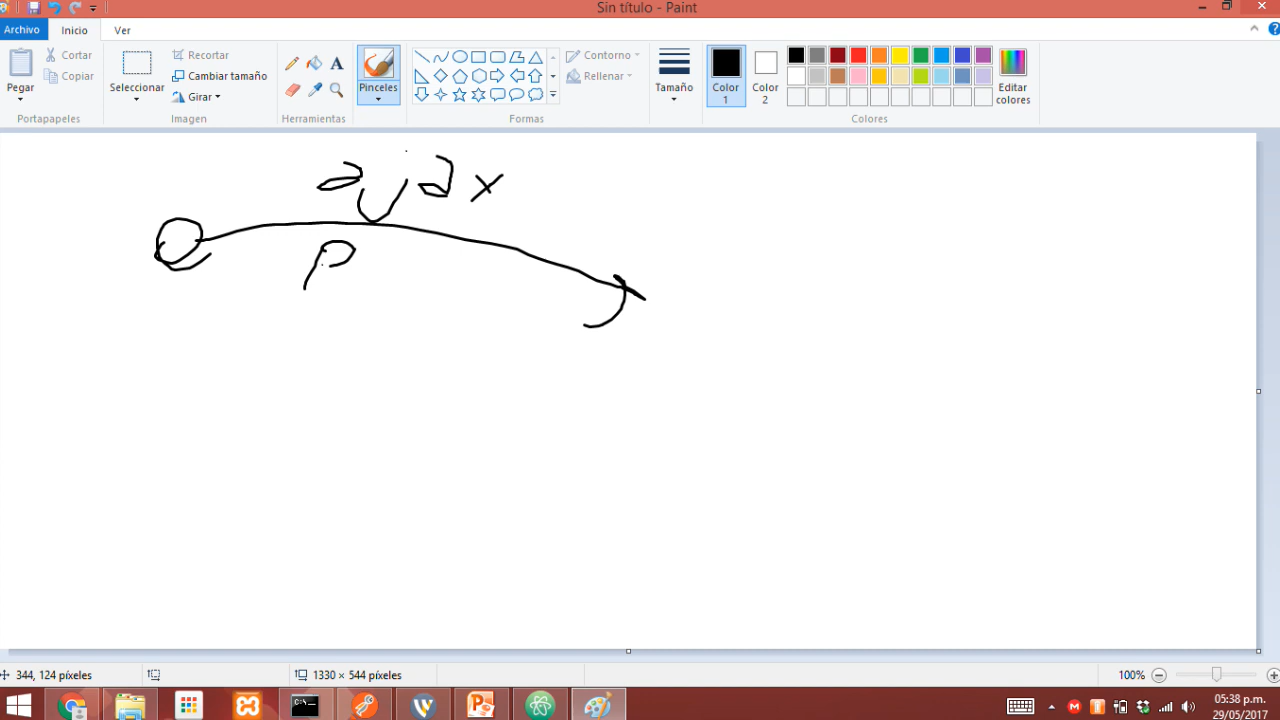 Sin título - Paint
Archivo Inicio Ver
Pegar
Cortar
Copiar
Portapapeles
Seleccionar
Recortar
Cambiar tamaño
Girar
Imagen
Herramientas
Pinceles
Formas
Contorno
Rellenar
Tamaño
Color 1
Color 2
Editar colores
Colores
ajax
P
344, 124 píxeles
1330 × 544 píxeles
100%
05:38 p.m.
29/05/2017